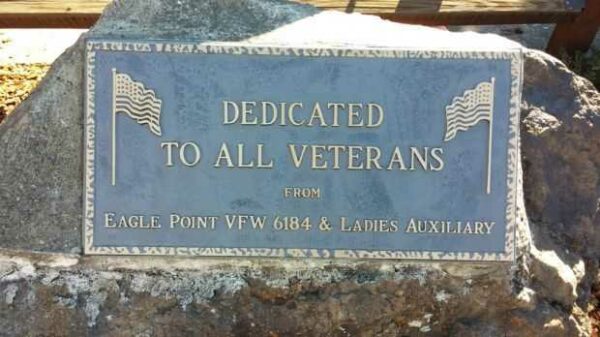 DEDICATED
TO ALL VETERANS
FROM
EAGLE POINT VFW 6184 & LADIES AUXILIARY